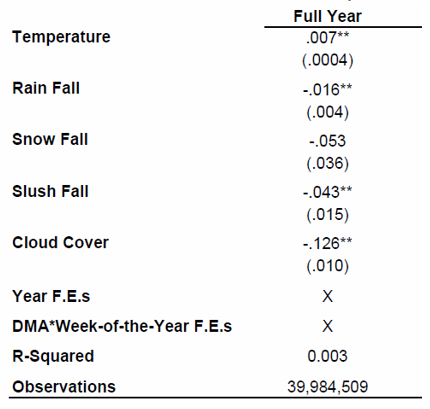 Full Year
Temperature .007**
(.0004)
Rain Fall -.016**
(.004)
Snow Fall -.053
(.036)
Slush Fall -.043**
(.015)
Cloud Cover -.126**
(.010)
Year F.E.s X
DMA*Week-of-the-Year F.E.s X
R-Squared 0.003
Observations 39,984,509